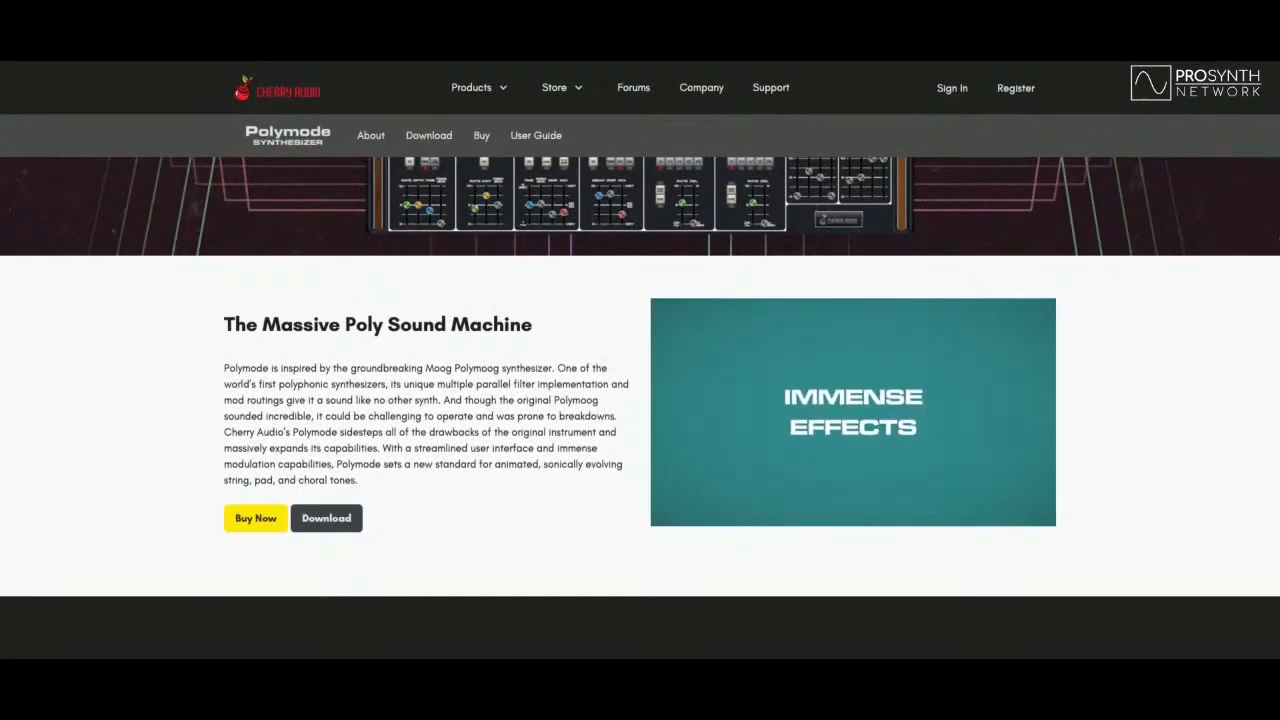 CHERRY AUDIO
Products
Store
Forums
Company
Support
Sign In
Register
PROSYNTH
NETWORK
Polymode
SYNTHESIZER
About
Download
Buy
User Guide
CHERRY AUDIO
The Massive Poly Sound Machine
Polymode is inspired by the groundbreaking Moog Polymoog synthesizer. One of the
world's first polyphonic synthesizers, its unique multiple parallel filter implementation and
mod routings give it a sound like no other synth. And though the original Polymoog
sounded incredible, it could be challenging to operate and was prone to breakdowns.
Cherry Audio's Polymode sidesteps all of the drawbacks of the original instrument and
massively expands its capabilities. With a streamlined user interface and immense
modulation capabilities, Polymode sets a new standard for animated, sonically evolving
string, pad, and choral tones.
Buy Now
Download
IMMENSE
EFFECTS